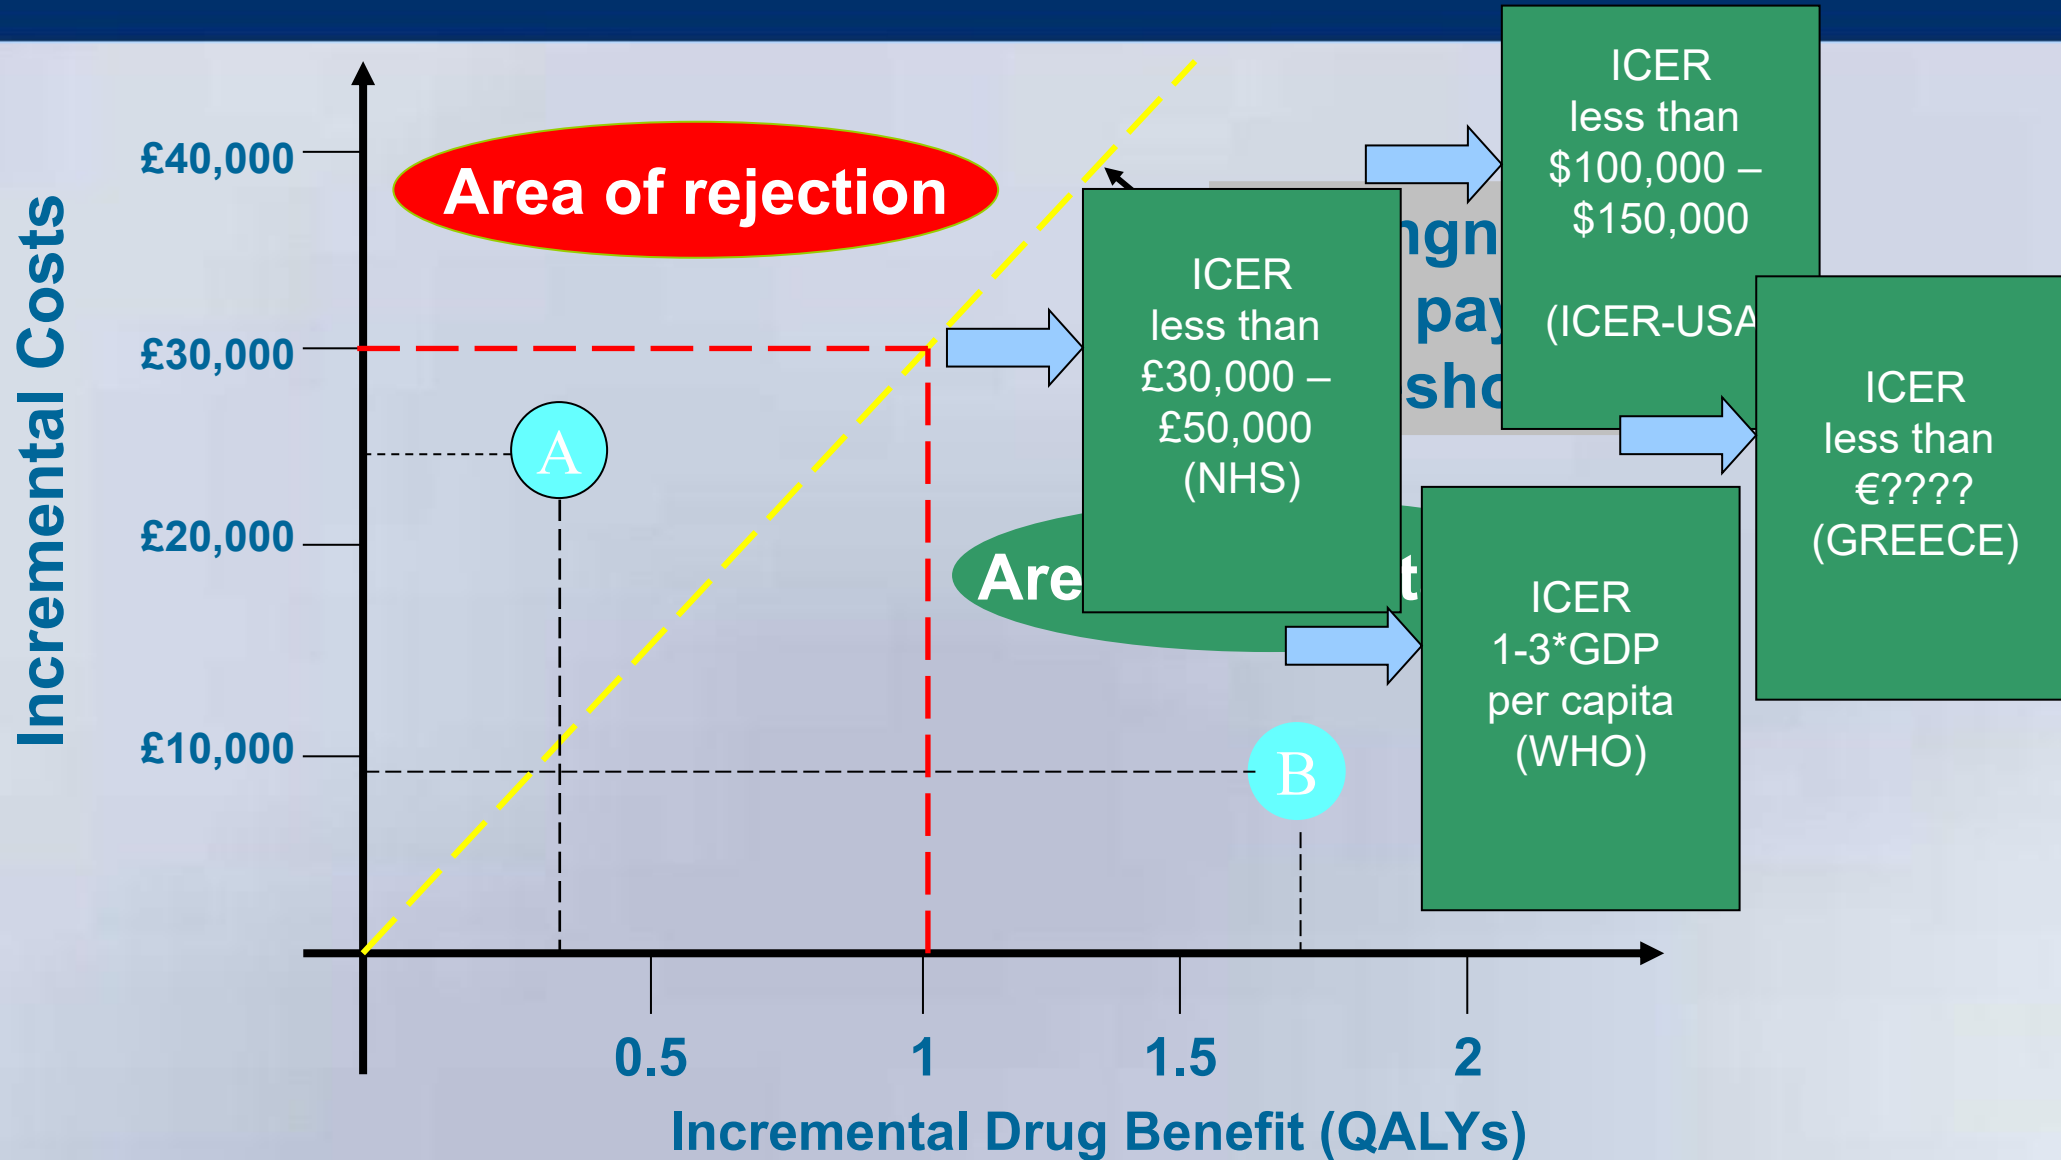 £40,000
£30,000
£20,000
£10,000
Incremental Costs
Area of rejection
A
B
ICER
less than
£30,000 –
£50,000
(NHS)
ICER
less than
$100,000 –
$150,000
(ICER-USA
ICER
less than
€????
(GREECE)
ICER
1-3*GDP
per capita
(WHO)
0.5
1
1.5
2
Incremental Drug Benefit (QALYs)